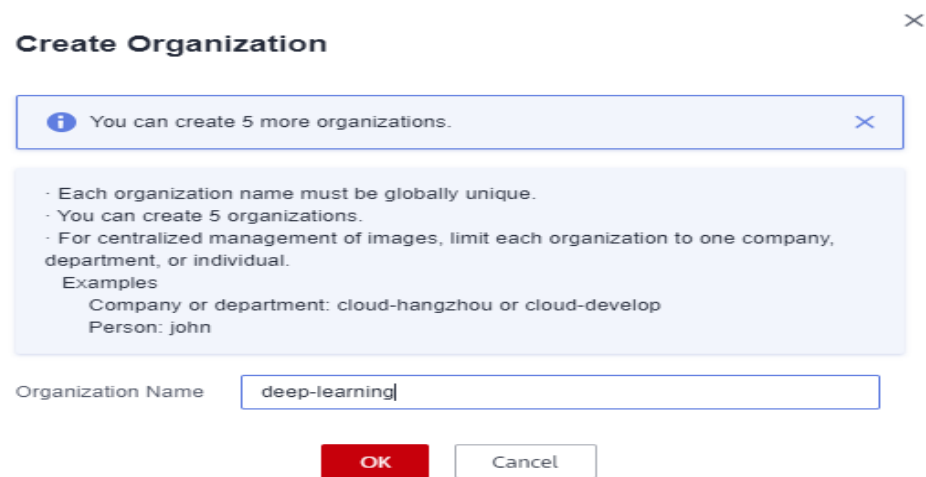 Create Organization
You can create 5 more organizations.
· Each organization name must be globally unique.
· You can create 5 organizations.
· For centralized management of images, limit each organization to one company,
department, or individual.
Examples
Company or department: cloud-hangzhou or cloud-develop
Person: john
Organization Name deep-learning
OK Cancel